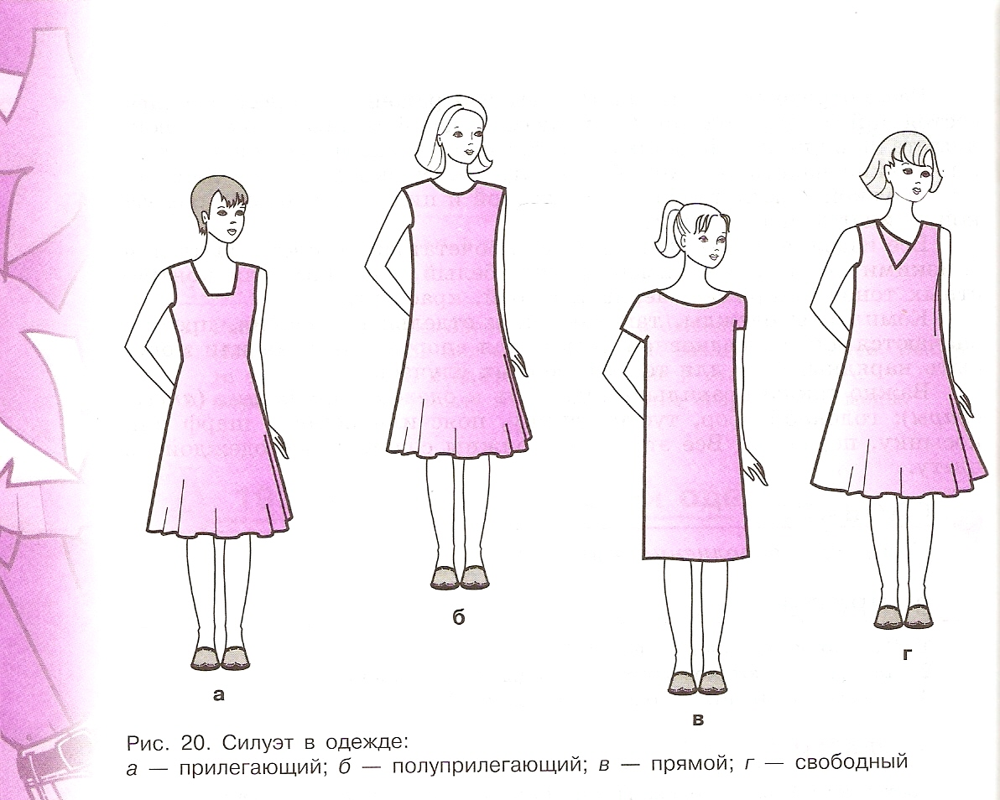 а
б
в
г
Рис. 20. Силуэт в одежде:
а — прилегающий; б — полуприлегающий; в — прямой; г — свободный